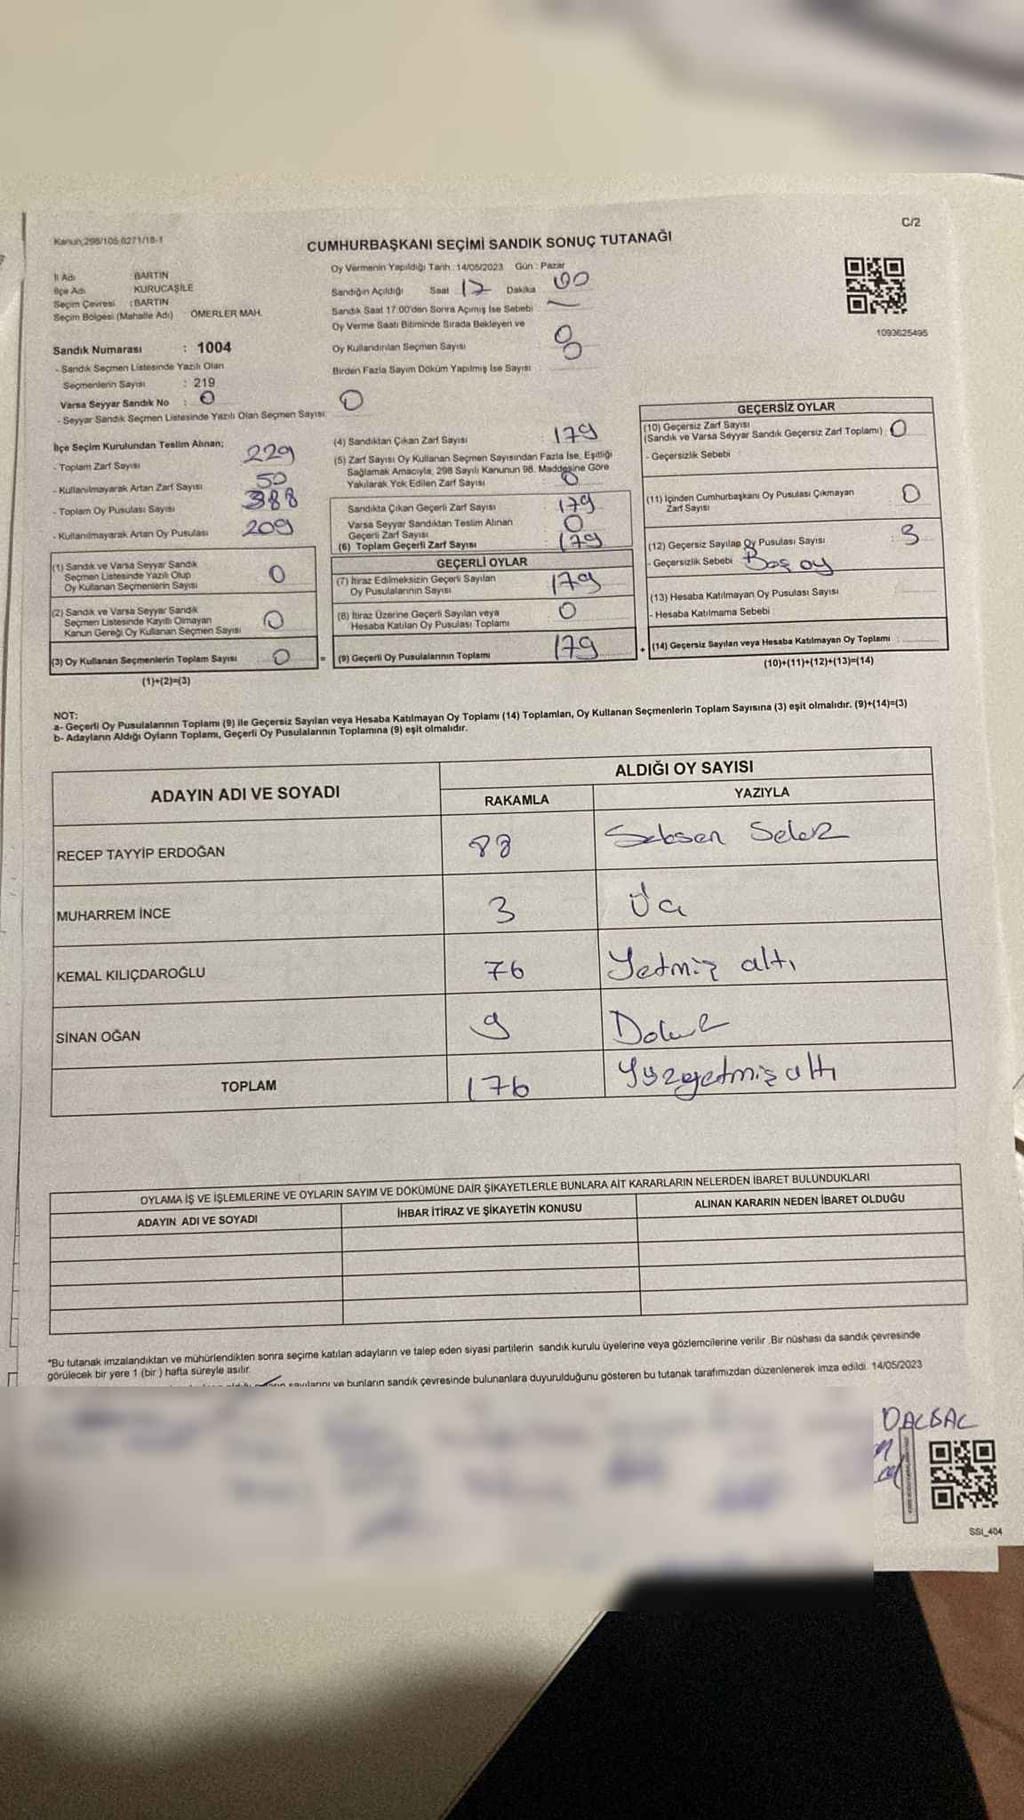 Kanun:298/105-6271/18-1
C/2
CUMHURBAŞKANI SEÇİMİ SANDIK SONUÇ TUTANAĞI
İl Adı : BARTIN
İlçe Adı : KURUCAŞİLE
Seçim Çevresi : BARTIN
Seçim Bölgesi (Mahalle Adı) : ÖMERLER MAH.
Sandık Numarası : 1004
- Sandık Seçmen Listesinde Yazılı Olan
Seçmenlerin Sayısı : 219
Varsa Seyyar Sandık No : 0
- Seyyar Sandık Seçmen Listesinde Yazılı Olan Seçmen Sayısı: 0
Oy Vermenin Yapıldığı Tarih : 14/05/2023 Gün : Pazar
Sandığın Açıldığı Saat 17 Dakika 00
Sandık Saat 17:00'den Sonra Açılmış İse Sebebi —
Oy Verme Saati Bitiminde Sırada Bekleyen ve
Oy Kullandırılan Seçmen Sayısı
Birden Fazla Sayım Döküm Yapılmış İse Sayısı
1093625495
İlçe Seçim Kurulundan Teslim Alınan;
- Toplam Zarf Sayısı 229
- Kullanılmayarak Artan Zarf Sayısı 50
- Toplam Oy Pusulası Sayısı 388
- Kullanılmayarak Artan Oy Pusulası 209
(1) Sandık ve Varsa Seyyar Sandık
Seçmen Listesinde Yazılı Olup
Oy Kullanan Seçmenlerin Sayısı 0
(2) Sandık ve Varsa Seyyar Sandık
Seçmen Listesinde Kayıtlı Olmayan
Kanun Gereği Oy Kullanan Seçmen Sayısı 0
(3) Oy Kullanan Seçmenlerin Toplam Sayısı 0
(1)+(2)=(3)
(4) Sandıktan Çıkan Zarf Sayısı : 179
(5) Zarf Sayısı Oy Kullanan Seçmen Sayısından Fazla İse, Eşitliği
Sağlamak Amacıyla, 298 Sayılı Kanunun 98. Maddesine Göre
Yakılarak Yok Edilen Zarf Sayısı 0
Sandıkta Çıkan Geçerli Zarf Sayısı : 179
Varsa Seyyar Sandıktan Teslim Alınan
Geçerli Zarf Sayısı : 0
(6) Toplam Geçerli Zarf Sayısı : 179
GEÇERLİ OYLAR
(7) İtiraz Edilmeksizin Geçerli Sayılan
Oy Pusulalarının Sayısı 179
(8) İtiraz Üzerine Geçerli Sayılan veya
Hesaba Katılan Oy Pusulası Toplamı 0
= (9) Geçerli Oy Pusulalarının Toplamı 179
GEÇERSİZ OYLAR
(10) Geçersiz Zarf Sayısı
(Sandık ve Varsa Seyyar Sandık Geçersiz Zarf Toplamı) : 0
- Geçersizlik Sebebi
(11) İçinden Cumhurbaşkanı Oy Pusulası Çıkmayan
Zarf Sayısı 0
(12) Geçersiz Sayılan Oy Pusulası Sayısı : 3
- Geçersizlik Sebebi Boş oy
(13) Hesaba Katılmayan Oy Pusulası Sayısı
- Hesaba Katılmama Sebebi
+ (14) Geçersiz Sayılan veya Hesaba Katılmayan Oy Toplamı :
(10)+(11)+(12)+(13)=(14)
NOT:
a- Geçerli Oy Pusulalarının Toplamı (9) ile Geçersiz Sayılan veya Hesaba Katılmayan Oy Toplamı (14) Toplamları, Oy Kullanan Seçmenlerin Toplam Sayısına (3) eşit olmalıdır. (9)+(14)=(3)
b- Adayların Aldığı Oyların Toplamı, Geçerli Oy Pusulalarının Toplamına (9) eşit olmalıdır.
ADAYIN ADI VE SOYADI
ALDIĞI OY SAYISI
RAKAMLA YAZIYLA
RECEP TAYYİP ERDOĞAN 88 Seksen Sekiz
MUHARREM İNCE 3 Üç
KEMAL KILIÇDAROĞLU 76 Yetmiş altı
SİNAN OĞAN 9 Dokuz
TOPLAM 176 Yüzyetmiş altı
OYLAMA İŞ VE İŞLEMLERİNE VE OYLARIN SAYIM VE DÖKÜMÜNE DAİR ŞİKAYETLERLE BUNLARA AİT KARARLARIN NELERDEN İBARET BULUNDUKLARI
ADAYIN ADI VE SOYADI İHBAR İTİRAZ VE ŞİKAYETİN KONUSU ALINAN KARARIN NEDEN İBARET OLDUĞU
*Bu tutanak imzalandıktan ve mühürlendikten sonra seçime katılan adayların ve talep eden siyasi partilerin sandık kurulu üyelerine veya gözlemcilerine verilir. Bir nüshası da sandık çevresinde
görülecek bir yere 1 (bir) hafta süreyle asılır.
sayılarını ve bunların sandık çevresinde bulunanlara duyurulduğunu gösteren bu tutanak tarafımızdan düzenlenerek imza edildi. 14/05/2023
SSI_404